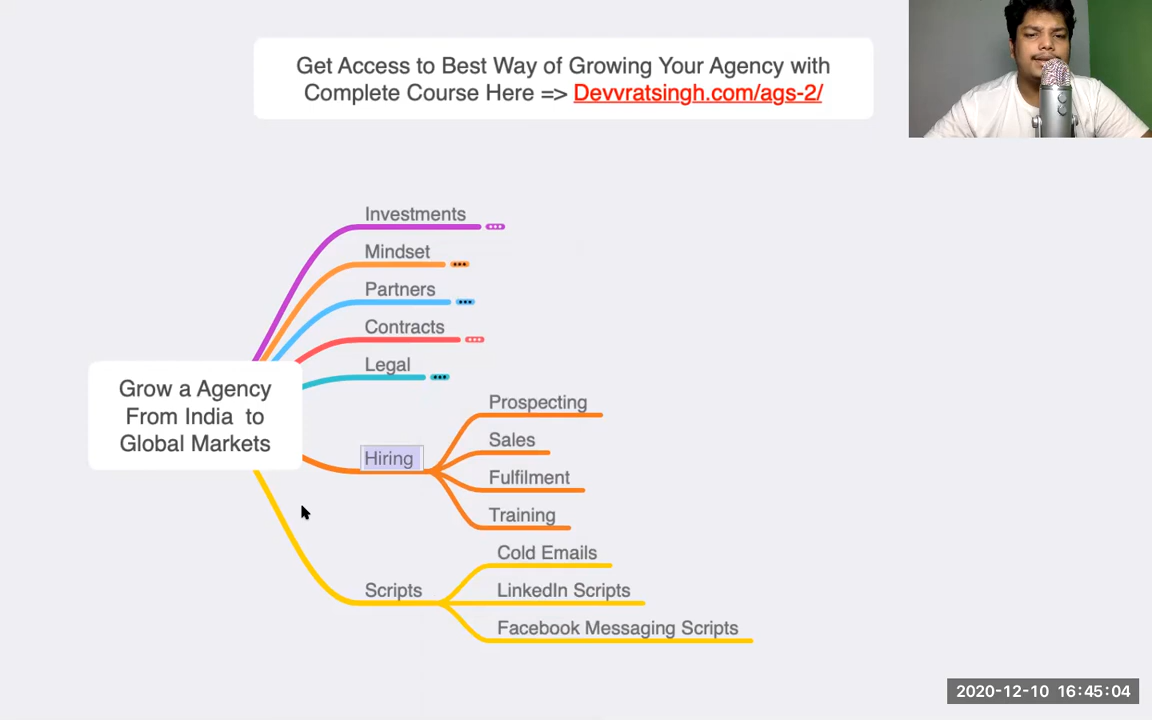 Get Access to Best Way of Growing Your Agency with
Complete Course Here => Devvratsingh.com/ags-2/
Investments
Mindset
Partners
Contracts
Legal
Grow a Agency
From India to
Global Markets
Hiring
Prospecting
Sales
Fulfilment
Training
Scripts
Cold Emails
LinkedIn Scripts
Facebook Messaging Scripts
2020-12-10 16:45:04